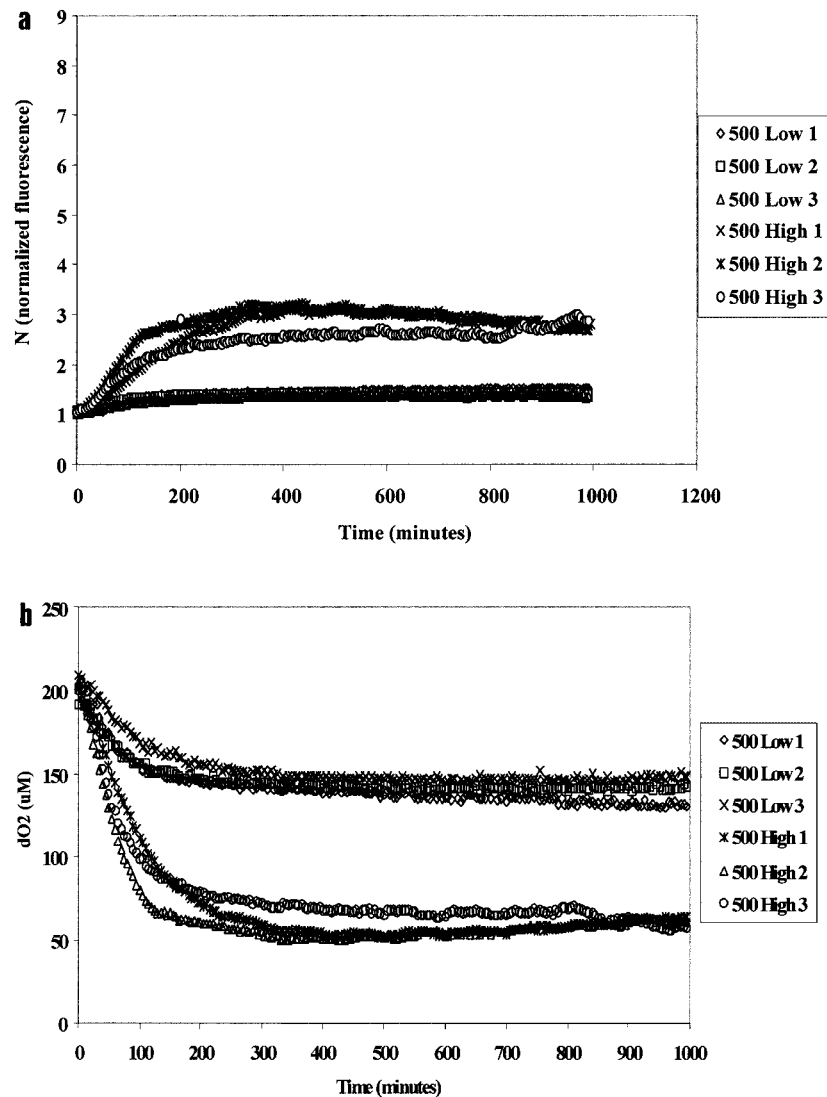 a
N (normalized fluorescence)
9
8
7
6
5
4
3
2
1
0
0 200 400 600 800 1000 1200
Time (minutes)
500 Low 1
500 Low 2
500 Low 3
500 High 1
500 High 2
500 High 3
b
dO2 (uM)
250
200
150
100
50
0
0 100 200 300 400 500 600 700 800 900 1000
Time (minutes)
500 Low 1
500 Low 2
500 Low 3
500 High 1
500 High 2
500 High 3